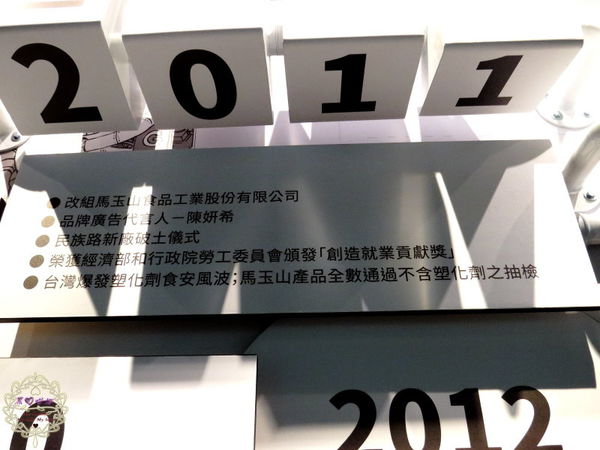 2011
●改組馬玉山食品工業股份有限公司
●品牌廣告代言人－陳妍希
●民族路新廠破土儀式
●榮獲經濟部和行政院勞工委員會頒發「創造就業貢獻獎」
●台灣爆發塑化劑食安風波；馬玉山產品全數通過不含塑化劑之抽檢
0
2012